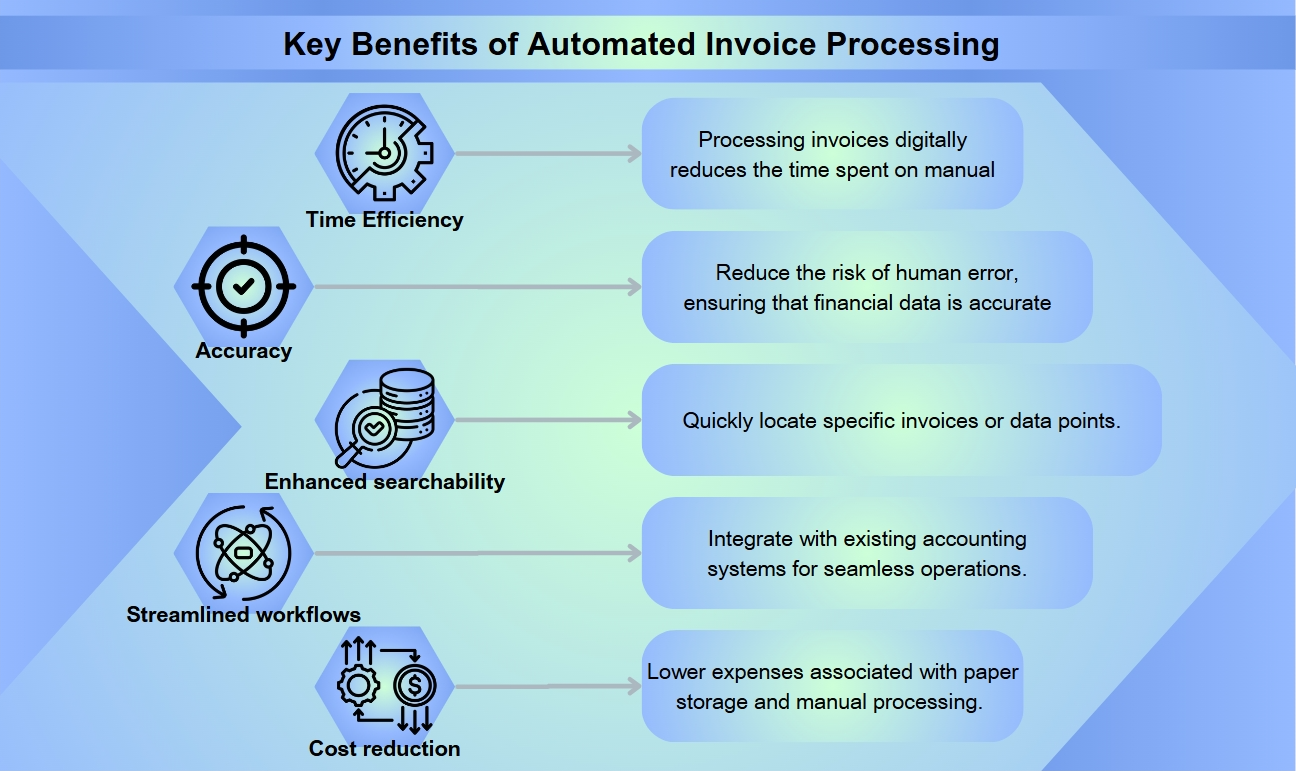 Key Benefits of Automated Invoice Processing
Time Efficiency
Processing invoices digitally
reduces the time spent on manual
Accuracy
Reduce the risk of human error,
ensuring that financial data is accurate
Enhanced searchability
Quickly locate specific invoices or data points.
Streamlined workflows
Integrate with existing accounting
systems for seamless operations.
Cost reduction
$
Lower expenses associated with paper
storage and manual processing.